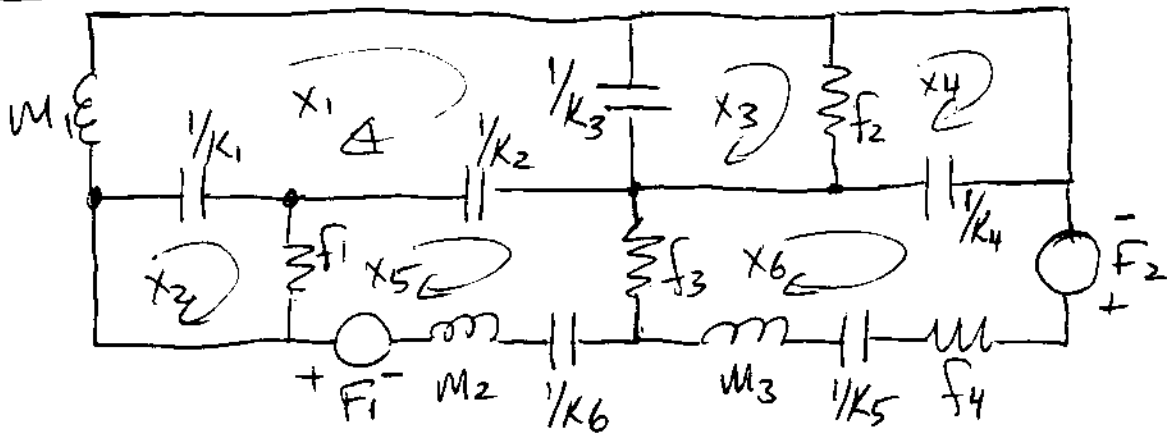 M1 x1 1/K3 x3 f2 x4
1/K1 1/K2 1/K4
x2 f1 x5 f3 x6 - F2 +
+ F1 - M2 1/K6 M3 1/K5 f4